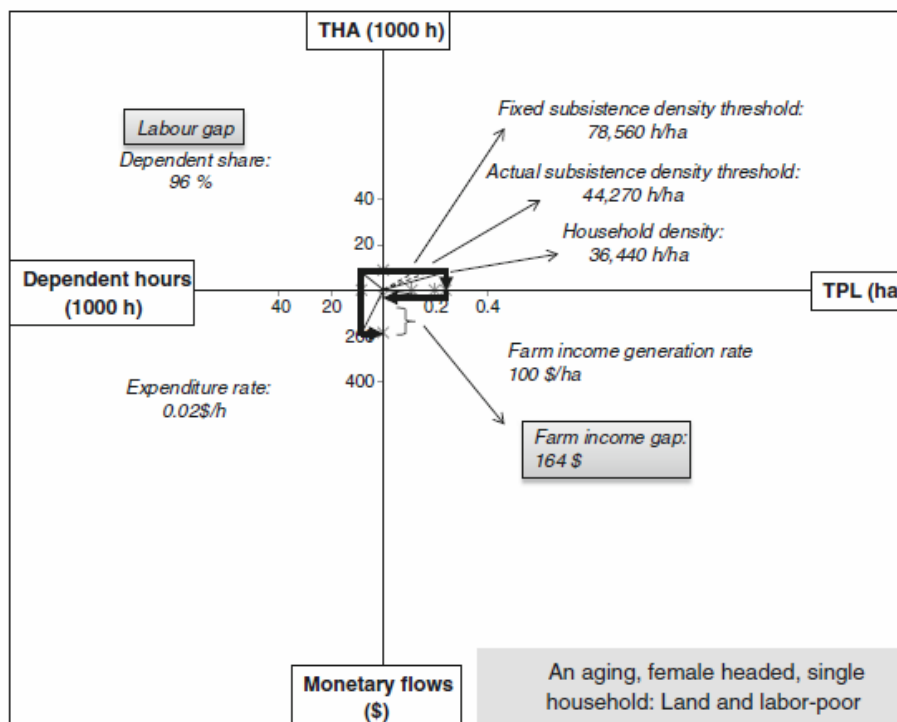 THA (1000 h)
Fixed subsistence density threshold:
78,560 h/ha
Labour gap
Dependent share:
96 %
Actual subsistence density threshold:
44,270 h/ha
40
Household density:
36,440 h/ha
20
Dependent hours
(1000 h)
TPL (ha
40
20
0.2
0.4
200
Farm income generation rate
100 $/ha
400
Expenditure rate:
0.02$/h
Farm income gap:
164 $
Monetary flows
($)
An aging, female headed, single
household: Land and labor-poor